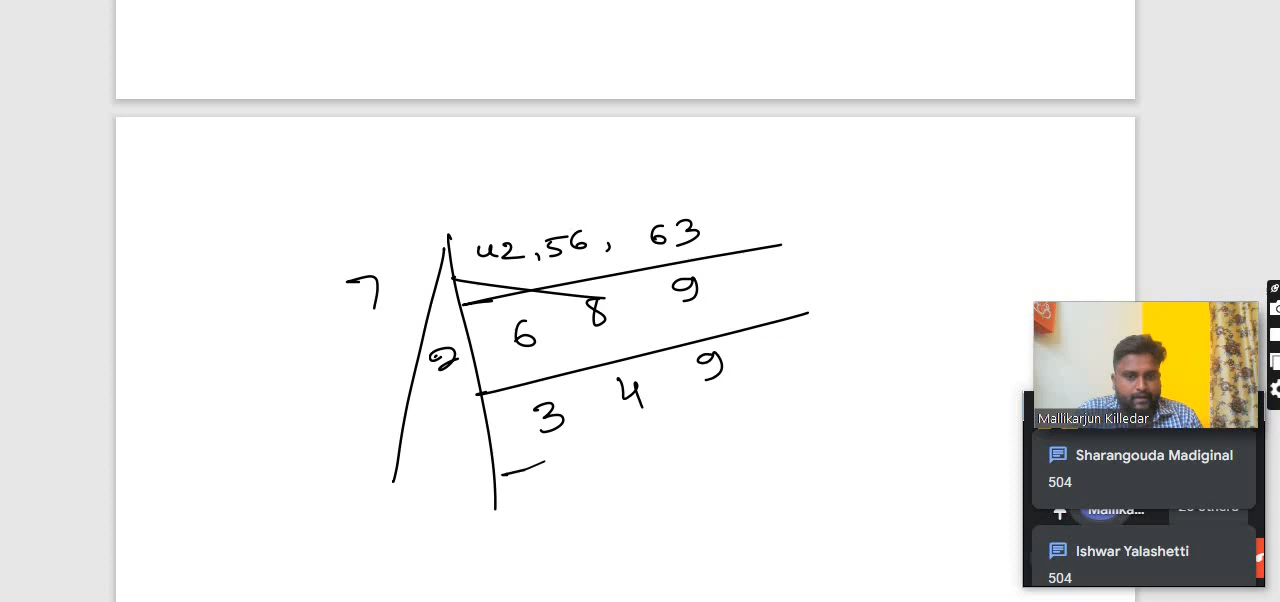 42,56, 63
7
6 8 9
2
3 4 9
Mallikarjun Killedar
Sharangouda Madiginal
504
Mallika...
Ishwar Yalashetti
504